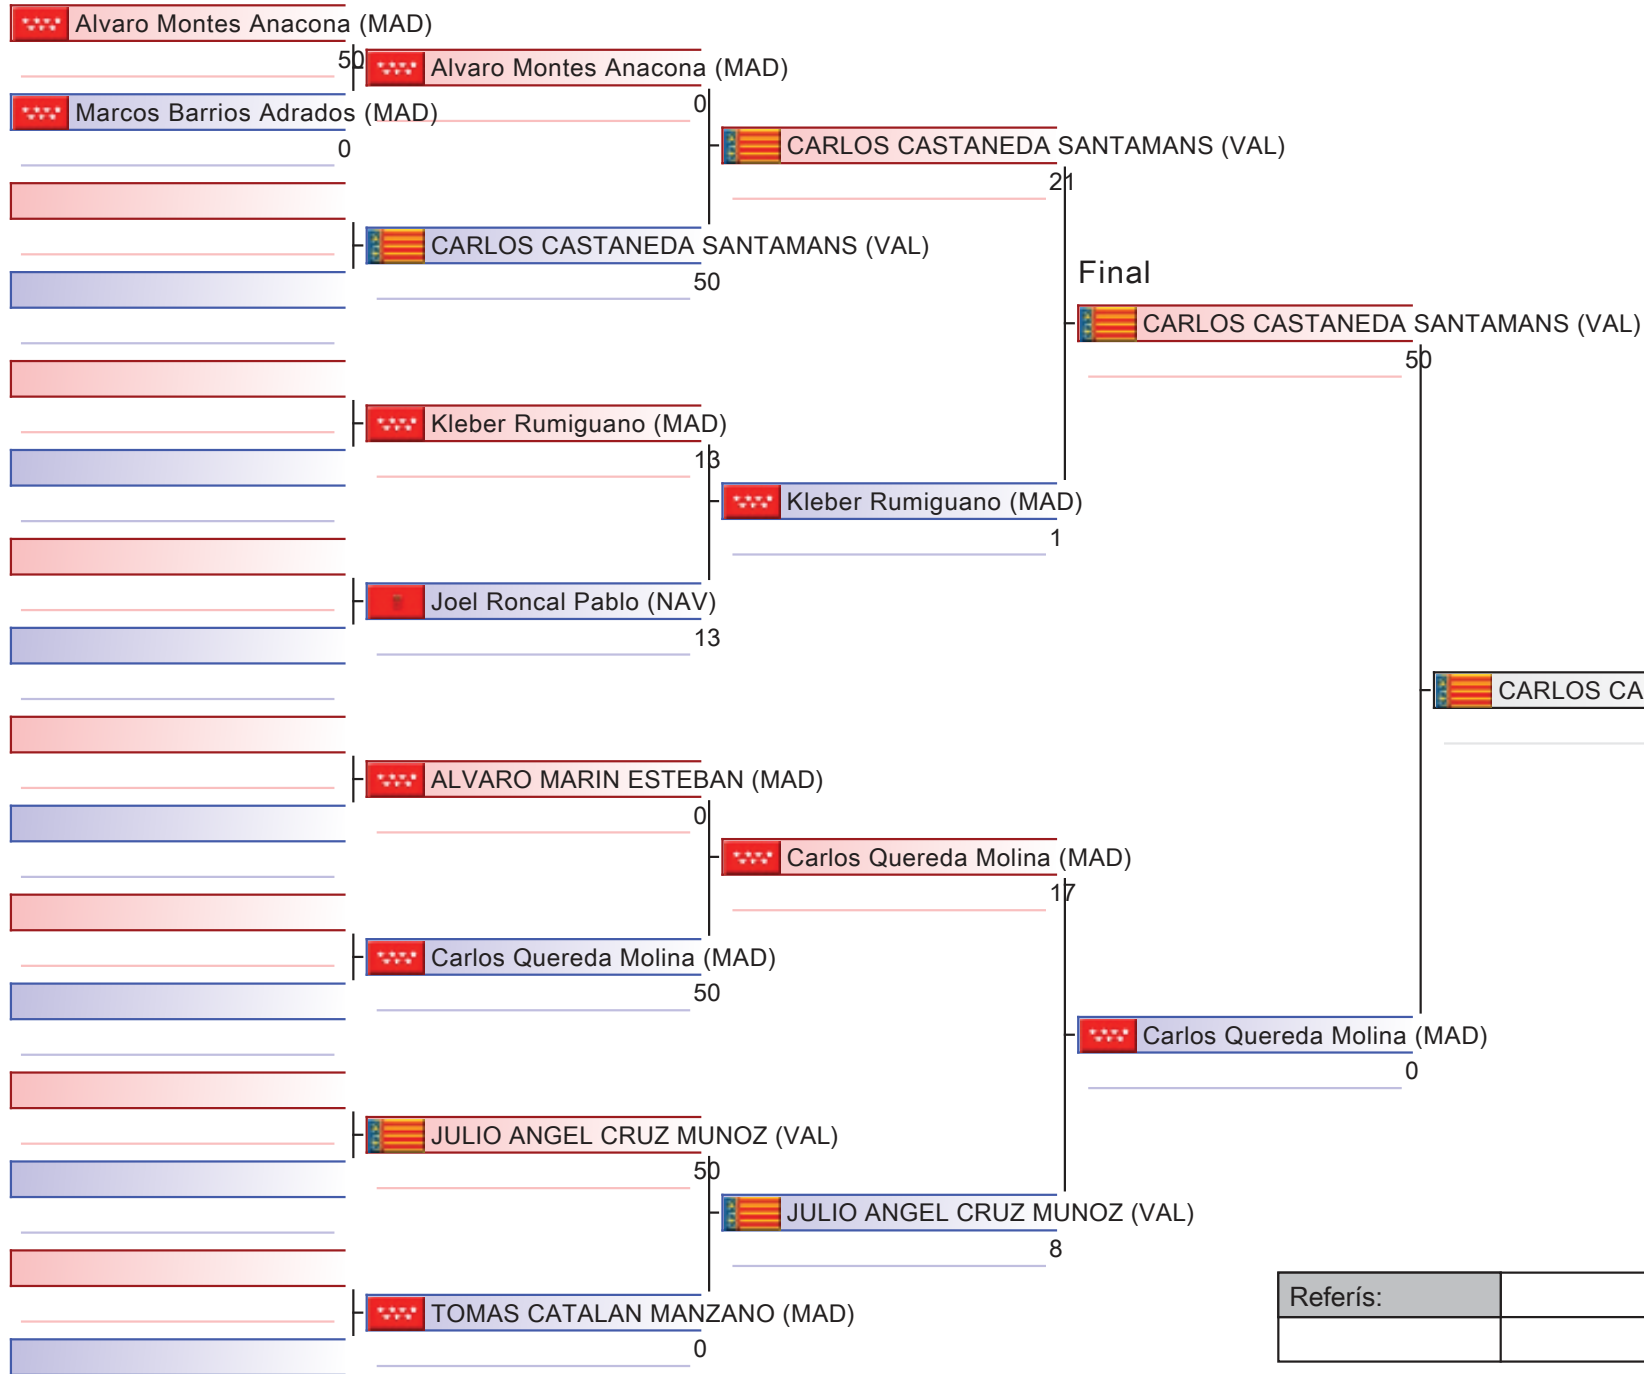 Alvaro Montes Anacona (MAD)
50
Marcos Barrios Adrados (MAD)
0
Alvaro Montes Anacona (MAD)
0
CARLOS CASTANEDA SANTAMANS (VAL)
50
Kleber Rumiguano (MAD)
13
Joel Roncal Pablo (NAV)
13
ALVARO MARIN ESTEBAN (MAD)
0
Carlos Quereda Molina (MAD)
50
JULIO ANGEL CRUZ MUNOZ (VAL)
50
TOMAS CATALAN MANZANO (MAD)
0
CARLOS CASTANEDA SANTAMANS (VAL)
21
Kleber Rumiguano (MAD)
1
Carlos Quereda Molina (MAD)
17
JULIO ANGEL CRUZ MUNOZ (VAL)
8
Final
CARLOS CASTANEDA SANTAMANS (VAL)
50
Carlos Quereda Molina (MAD)
0
CARLOS CA
Referís: